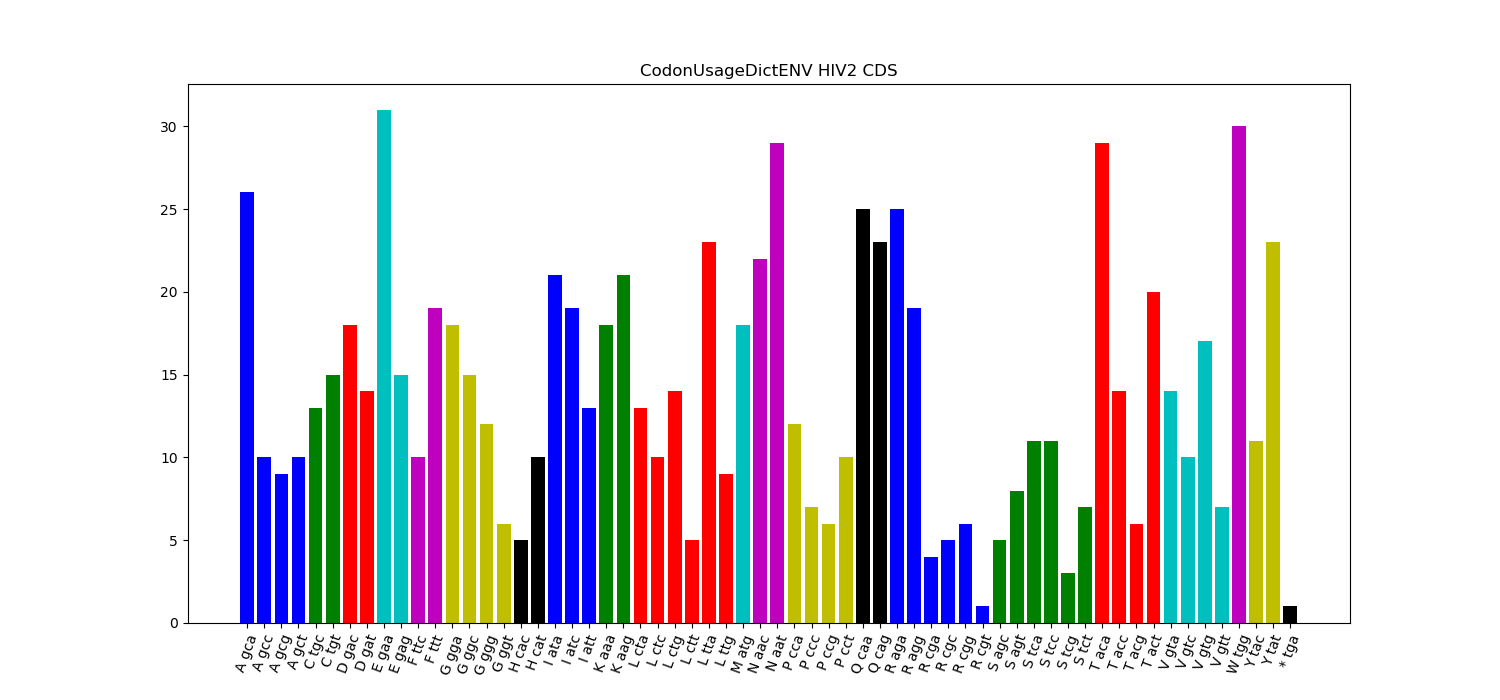 CodonUsageDictENV HIV2 CDS
30
25
20
15
10
5
0
A gca
A gcc
A gcg
A gct
C tgc
C tgt
D gac
D gat
E gaa
E gag
F ttc
F ttt
G gga
G ggc
G ggg
G ggt
H cac
H cat
I ata
I atc
I att
K aaa
K aag
L cta
L ctc
L ctg
L ctt
L tta
L ttg
M atg
N aac
N aat
P cca
P ccc
P ccg
P cct
Q caa
Q cag
R aga
R agg
R cga
R cgc
R cgg
R cgt
S agc
S agt
S tca
S tcc
S tcg
S tct
T aca
T acc
T acg
T act
V gta
V gtc
V gtg
V gtt
W tgg
Y tac
Y tat
* tga